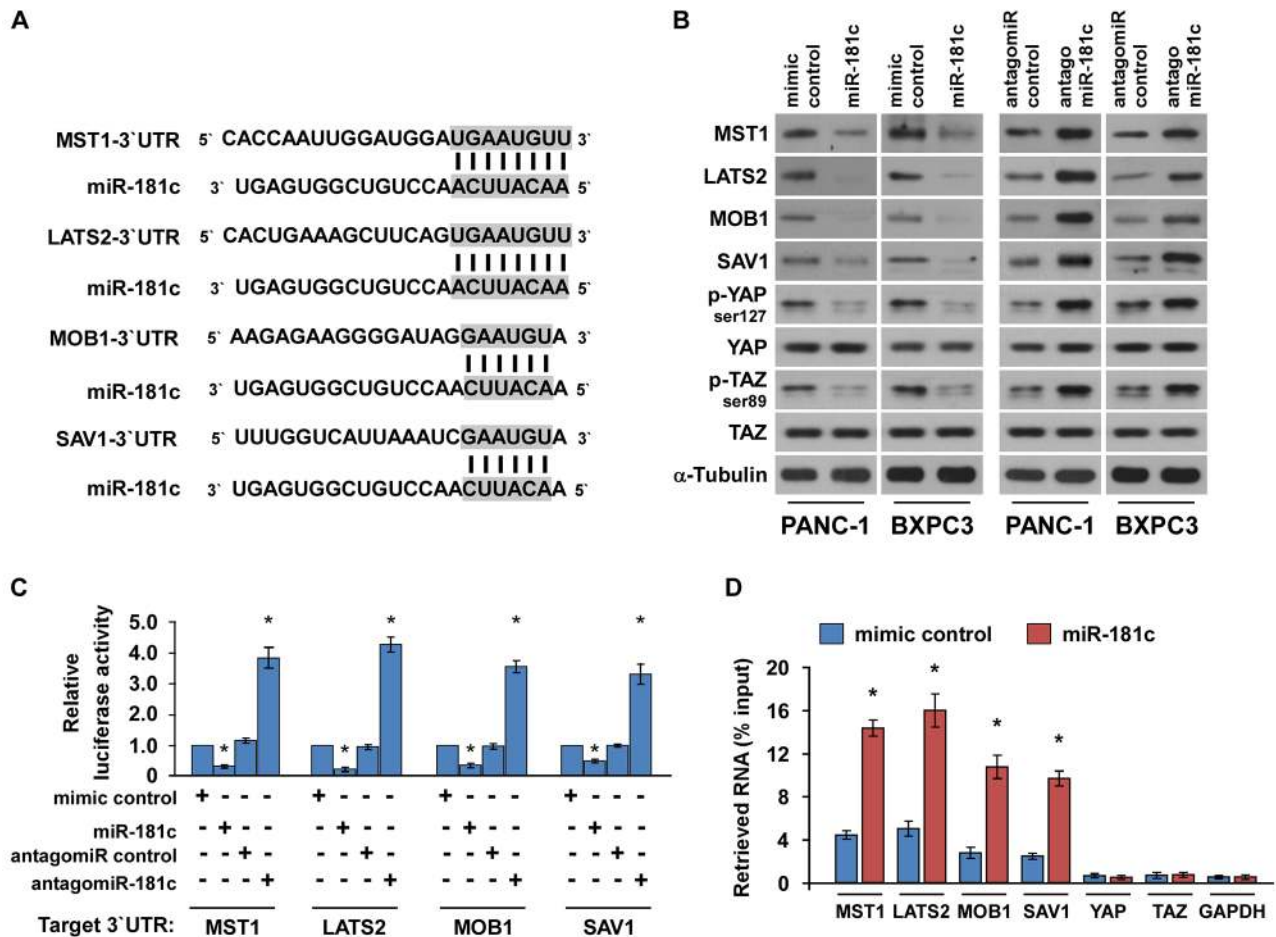 A
MST1-3`UTR 5` CACCAAUUGGAUGGAUGAAUGUU 3`
miR-181c 3` UGAGUGGCUGUCCAACUUACAA 5`
LATS2-3`UTR 5` CACUGAAAGCUUCAGUGAAUGUU 3`
miR-181c 3` UGAGUGGCUGUCCAACUUACAA 5`
MOB1-3`UTR 5` AAGAGAAGGGGAUAGGAAUGUA 3`
miR-181c 3` UGAGUGGCUGUCCAACUUACAA 5`
SAV1-3`UTR 5` UUUGGUCAUUAAAUCGAAUGUA 3`
miR-181c 3` UGAGUGGCUGUCCAACUUACAA 5`
B
mimic control
miR-181c
mimic control
miR-181c
antagomiR control
antago miR-181c
antagomiR control
antago miR-181c
MST1
LATS2
MOB1
SAV1
p-YAP
ser127
YAP
p-TAZ
ser89
TAZ
α-Tubulin
PANC-1 BXPC3 PANC-1 BXPC3
C
Relative
luciferase activity
5.0
4.0
3.0
2.0
1.0
0
* * * * * * * *
mimic control + - - - + - - - + - - - + - - -
miR-181c - + - - - + - - - + - - - + - -
antagomiR control - - + - - - + - - - + - - - + -
antagomiR-181c - - - + - - - + - - - + - - - +
Target 3`UTR: MST1 LATS2 MOB1 SAV1
D
mimic control miR-181c
Retrieved RNA (% input)
20
16
12
8
4
0
* * * *
MST1 LATS2 MOB1 SAV1 YAP TAZ GAPDH